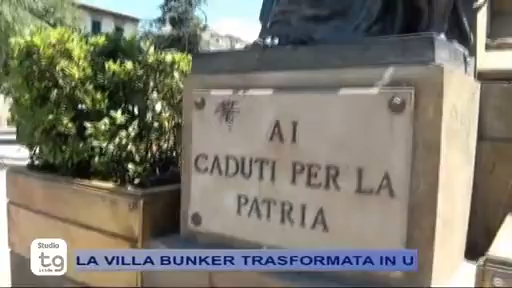 AI
CADUTI PER LA
PATRIA
Studio
tg
LA VILLA BUNKER TRASFORMATA IN U